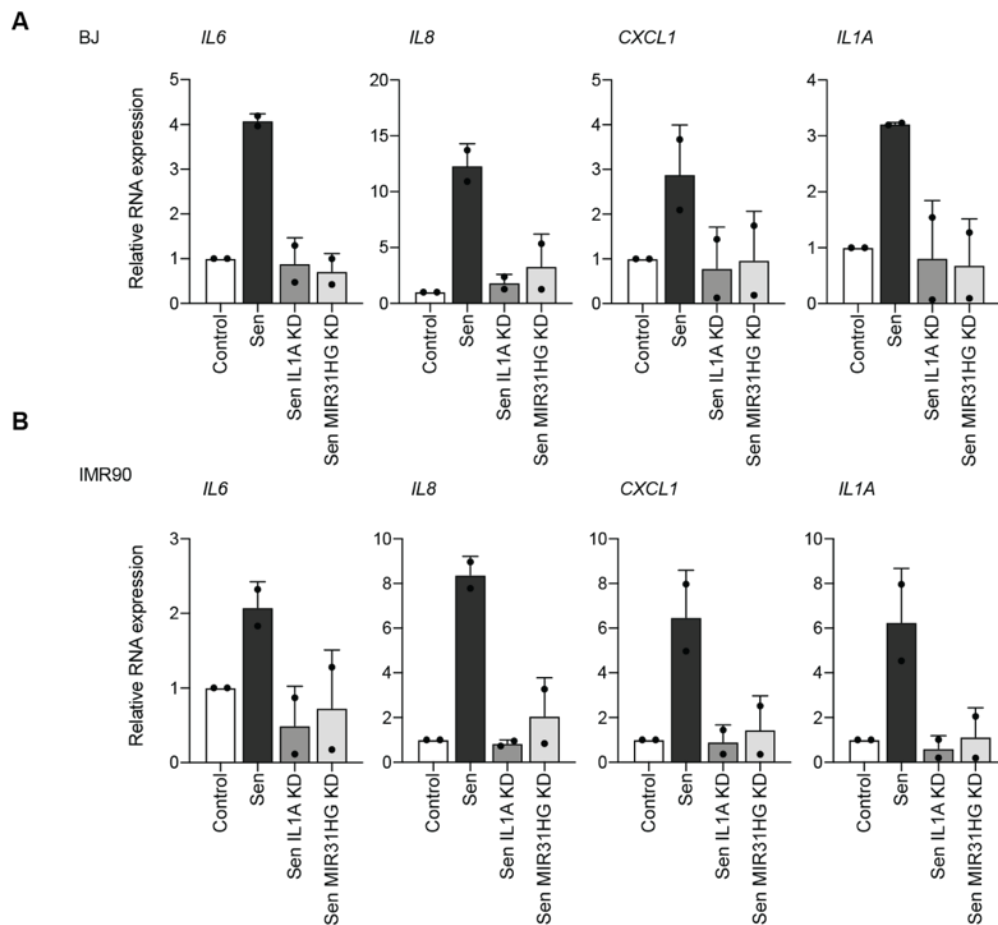 A
BJ
IL6
IL8
CXCL1
IL1A
Relative RNA expression
5
4
3
2
1
0
20
15
10
5
0
5
4
3
2
1
0
4
3
2
1
0
Control
Sen
Sen IL1A KD
Sen MIR31HG KD
Control
Sen
Sen IL1A KD
Sen MIR31HG KD
Control
Sen
Sen IL1A KD
Sen MIR31HG KD
Control
Sen
Sen IL1A KD
Sen MIR31HG KD
B
IMR90
IL6
IL8
CXCL1
IL1A
Relative RNA expression
3
2
1
0
10
8
6
4
2
0
10
8
6
4
2
0
10
8
6
4
2
0
Control
Sen
Sen IL1A KD
Sen MIR31HG KD
Control
Sen
Sen IL1A KD
Sen MIR31HG KD
Control
Sen
Sen IL1A KD
Sen MIR31HG KD
Control
Sen
Sen IL1A KD
Sen MIR31HG KD